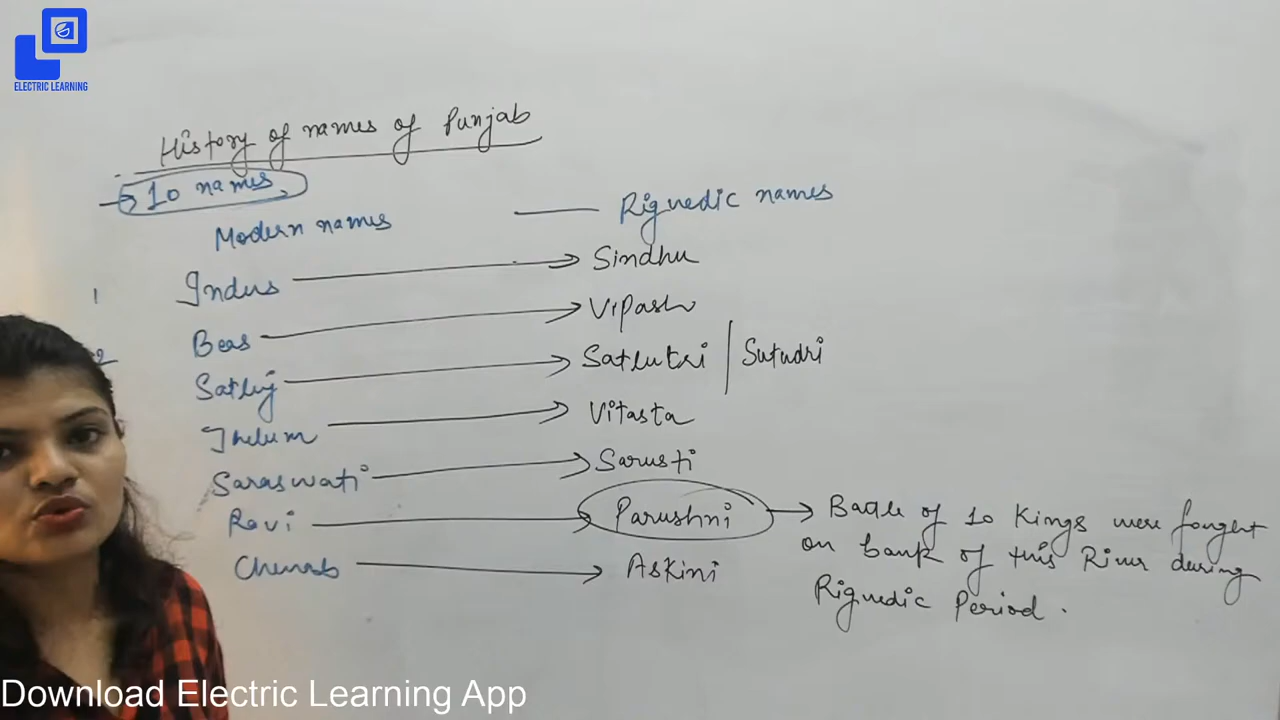 ELECTRIC LEARNING
History of names of Punjab
→ 10 names
Modern names — Rigvedic names
1
Indus → Sindhu
Beas → Vipash
2
Satluj → Satlutri | Sutudri
Jhelum → Vitasta
Saraswati → Sarusti
Ravi → Parushni → Battle of 10 Kings were fought
on bank of this River during
Chenab → Askini
Rigvedic Period.
Download Electric Learning App